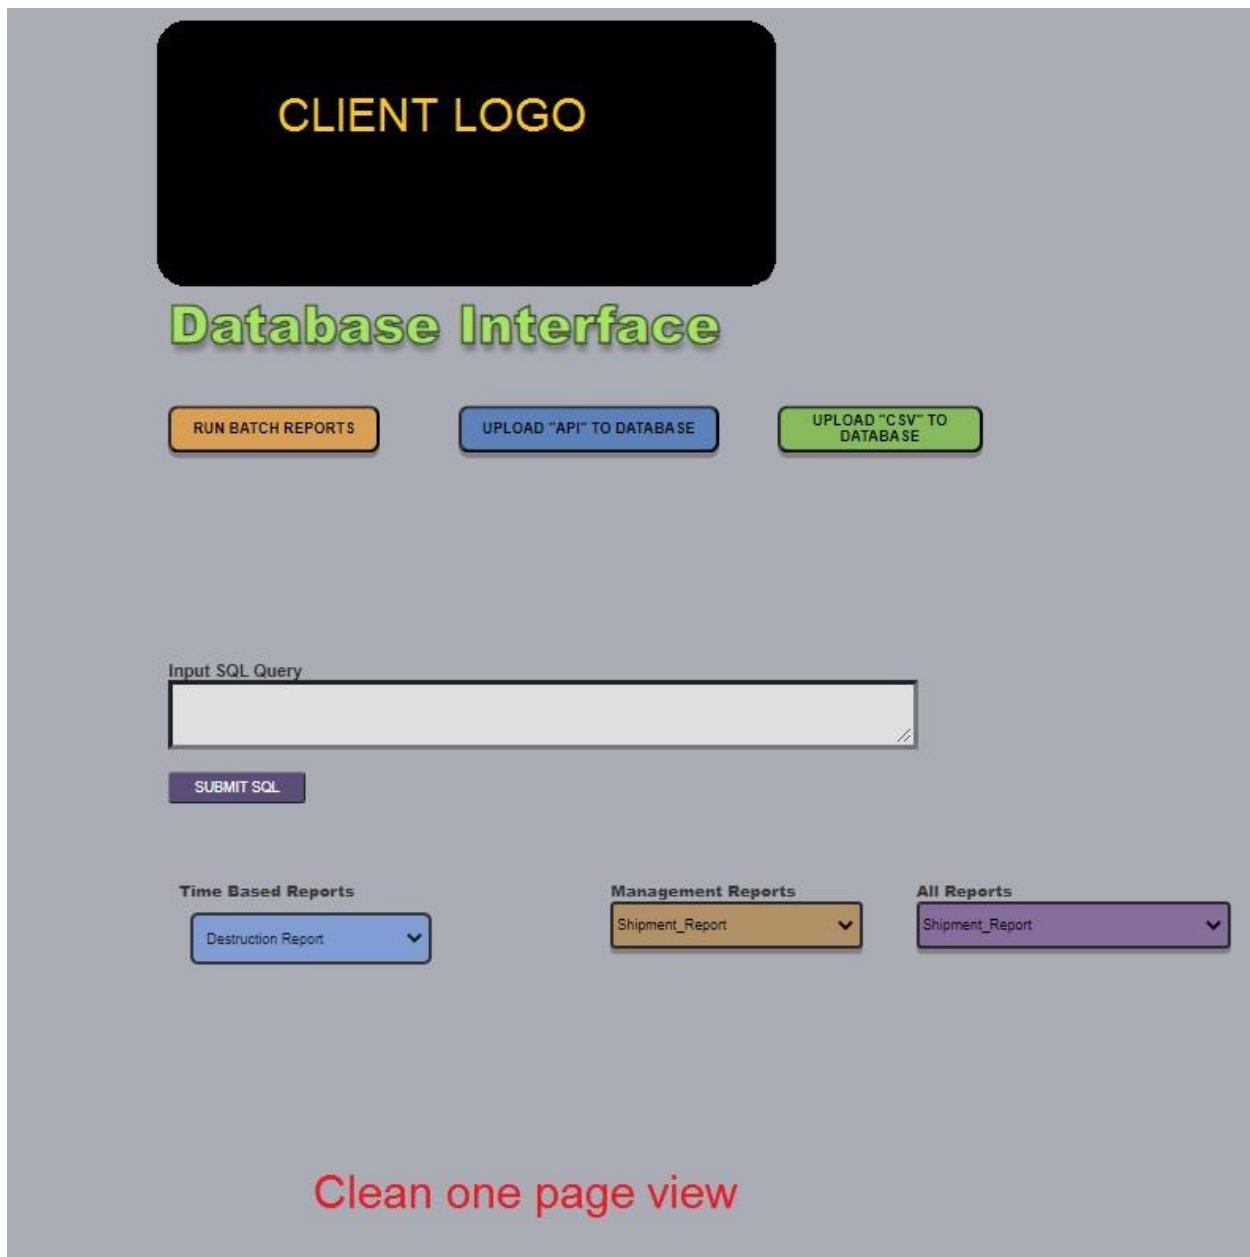 CLIENT LOGO
Database Interface
RUN BATCH REPORTS
UPLOAD "API" TO DATABASE
UPLOAD "CSV" TO
DATABASE
Input SQL Query
SUBMIT SQL
Time Based Reports
Management Reports
All Reports
Destruction Report
Shipment_Report
Shipment_Report
Clean one page view